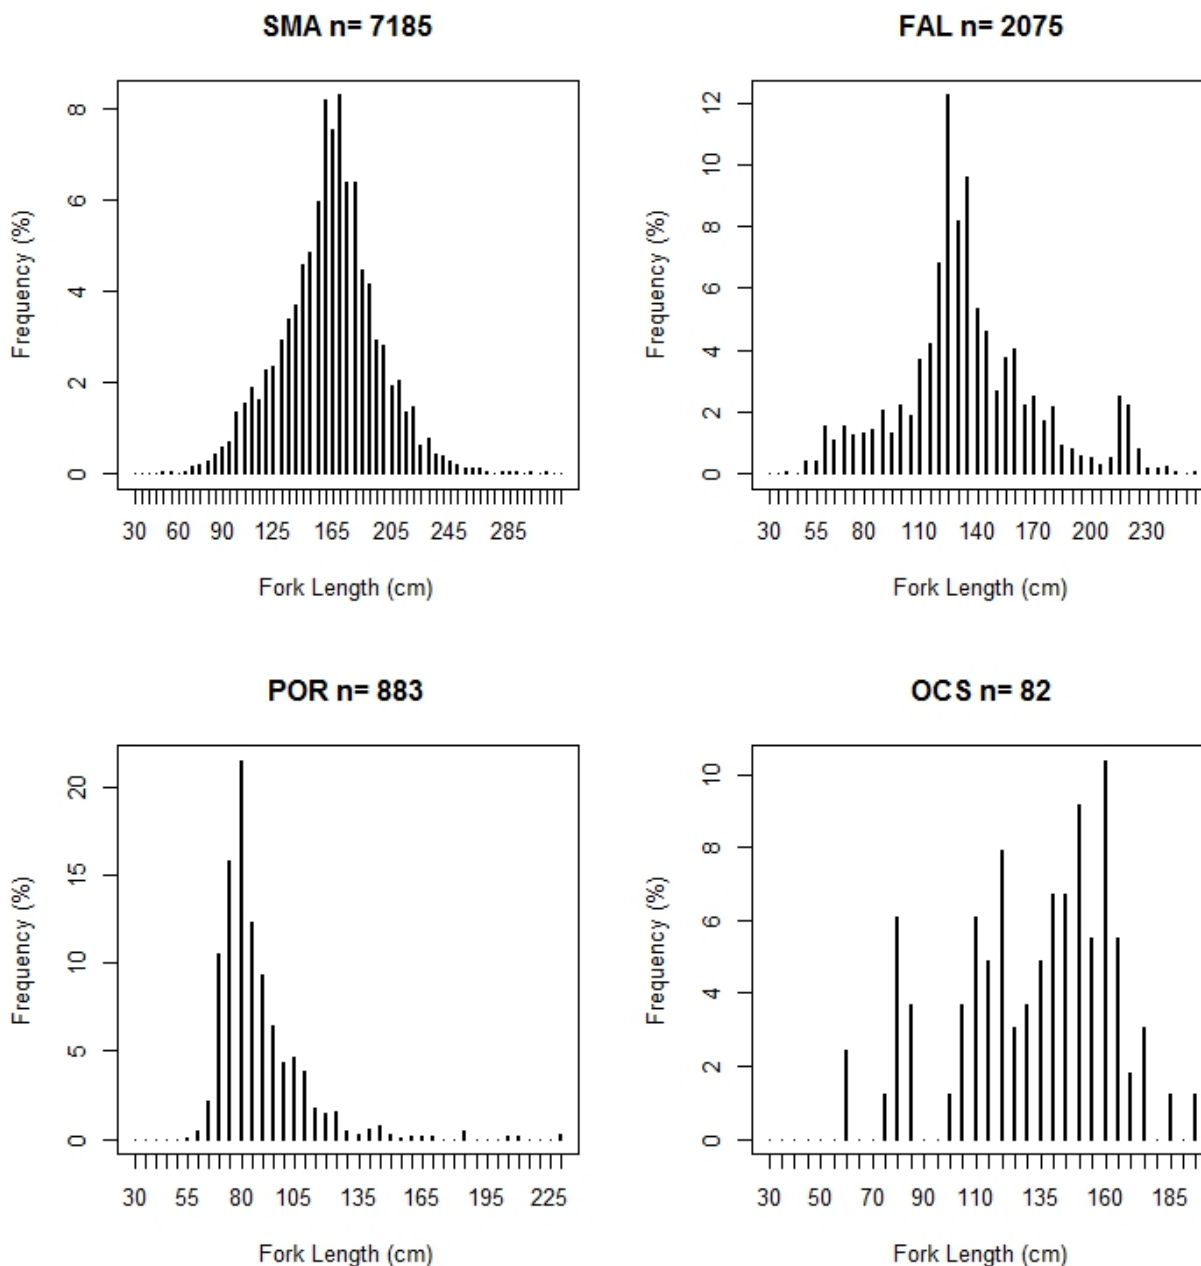 SMA n= 7185
Frequency (%)
8
6
4
2
0
30 60 90 125 165 205 245 285
Fork Length (cm)
FAL n= 2075
Frequency (%)
12
10
8
6
4
2
0
30 55 80 110 140 170 200 230
Fork Length (cm)
POR n= 883
Frequency (%)
20
15
10
5
0
30 55 80 105 135 165 195 225
Fork Length (cm)
OCS n= 82
Frequency (%)
10
8
6
4
2
0
30 50 70 90 110 135 160 185
Fork Length (cm)